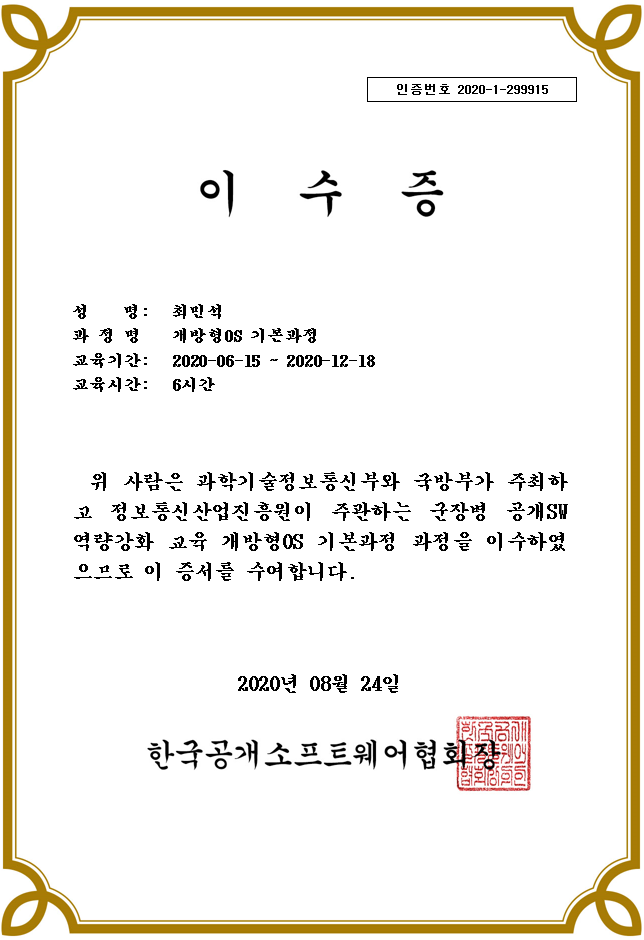 인증번호 2020-1-299915
이 수 증
성 명: 최민석
과 정 명 개방형OS 기본과정
교육기간: 2020-06-15 ~ 2020-12-18
교육시간: 6시간
위 사람은 과학기술정보통신부와 국방부가 주최하
고 정보통신산업진흥원이 주관하는 군장병 공개SW
역량강화 교육 개방형OS 기본과정 과정을 이수하였
으므로 이 증서를 수여합니다.
2020년 08월 24일
한국공개소프트웨어협회장